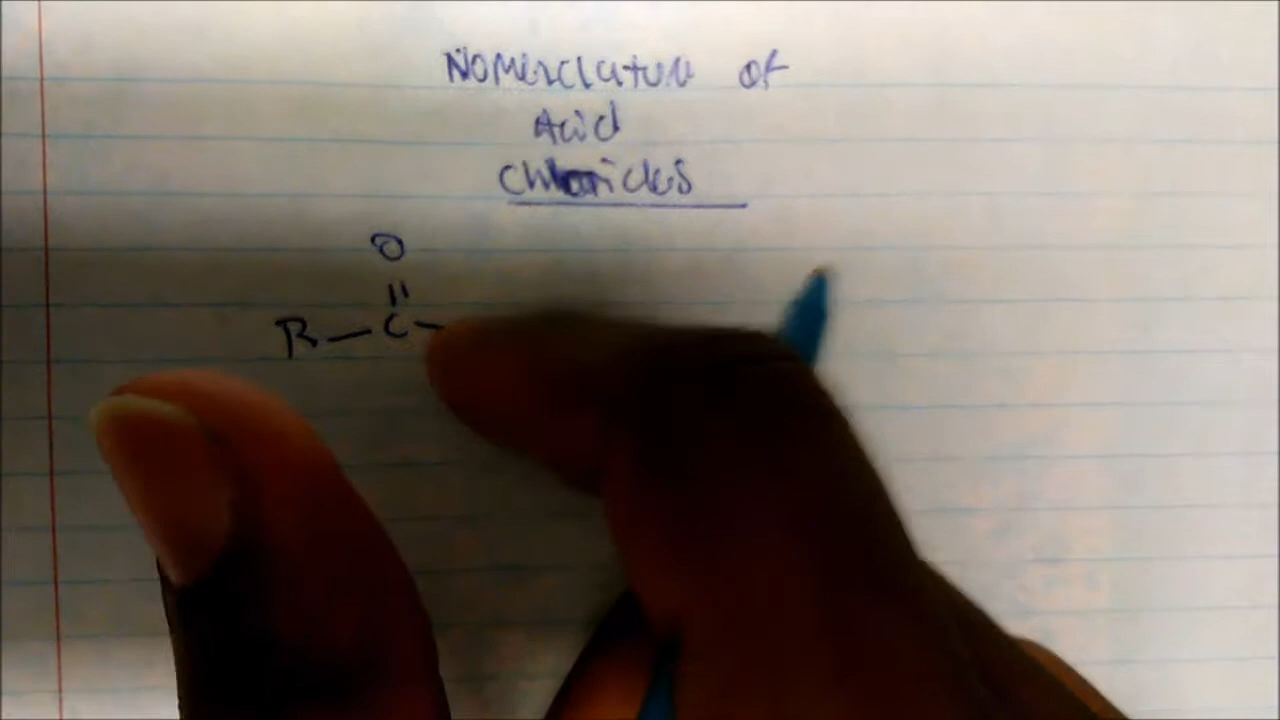 Nomenclature of
Acid
Chlorides
O
||
R—C—